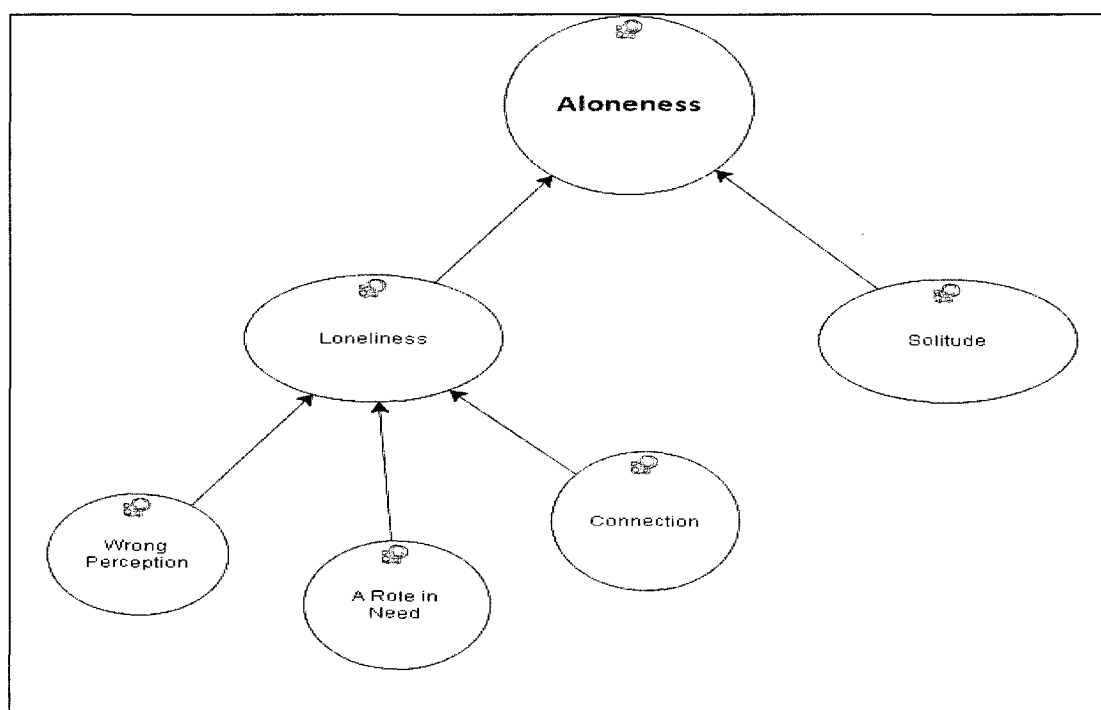 Aloneness
Loneliness
Solitude
Wrong
Perception
A Role in
Need
Connection